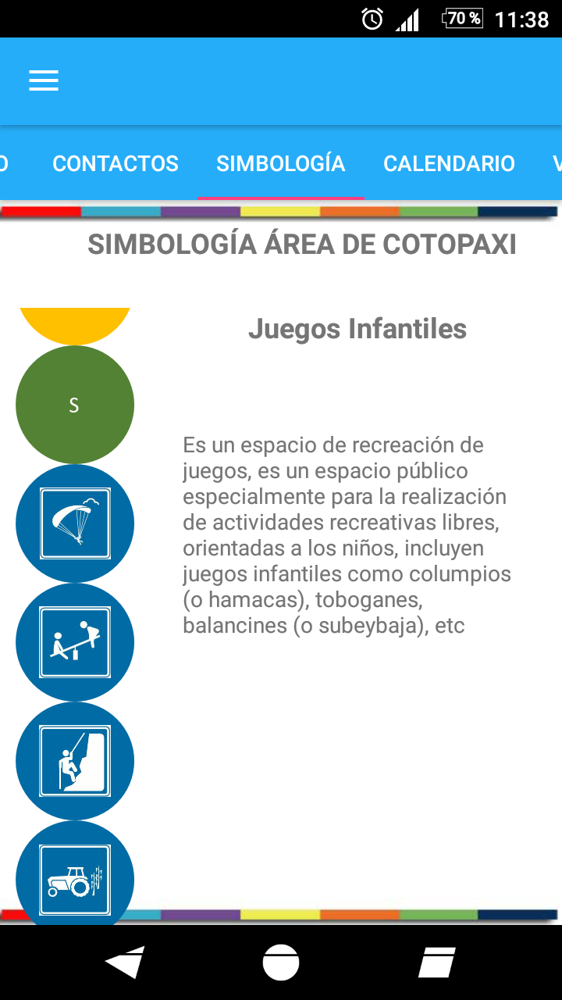 70 % 11:38
O CONTACTOS SIMBOLOGÍA CALENDARIO V
SIMBOLOGÍA ÁREA DE COTOPAXI
Juegos Infantiles
S
Es un espacio de recreación de
juegos, es un espacio público
especialmente para la realización
de actividades recreativas libres,
orientadas a los niños, incluyen
juegos infantiles como columpios
(o hamacas), toboganes,
balancines (o subeybaja), etc